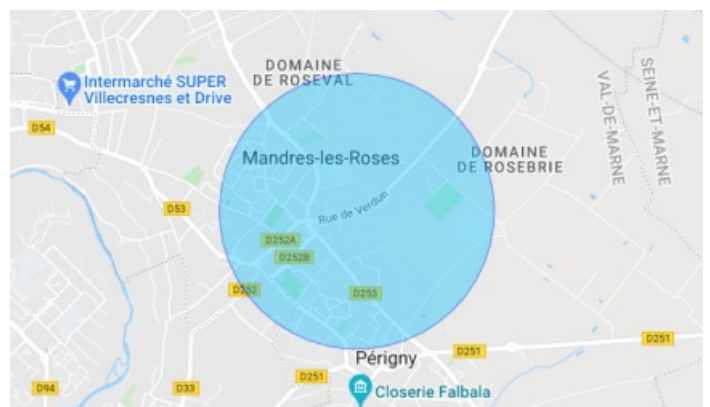 DOMAINE
DE ROSEVAL
Intermarché SUPER
Villecresnes et Drive
SEINE-ET-MARNE
VAL-DE-MARNE
D54
Mandres-les-Roses
DOMAINE
DE ROSEBRIE
D53
Rue de Verdun
D252A
D252B
D252
D253
D251
D251
Périgny
D251
D94
D33
Closerie Falbala